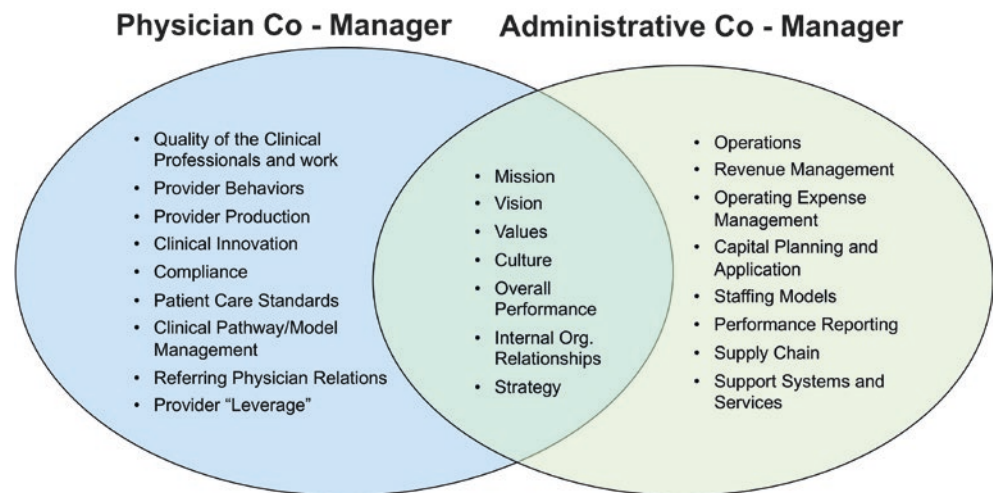 Physician Co - Manager
Administrative Co - Manager
• Quality of the Clinical
Professionals and work
• Provider Behaviors
• Provider Production
• Clinical Innovation
• Compliance
• Patient Care Standards
• Clinical Pathway/Model
Management
• Referring Physician Relations
• Provider “Leverage”
• Mission
• Vision
• Values
• Culture
• Overall
Performance
• Internal Org.
Relationships
• Strategy
• Operations
• Revenue Management
• Operating Expense
Management
• Capital Planning and
Application
• Staffing Models
• Performance Reporting
• Supply Chain
• Support Systems and
Services